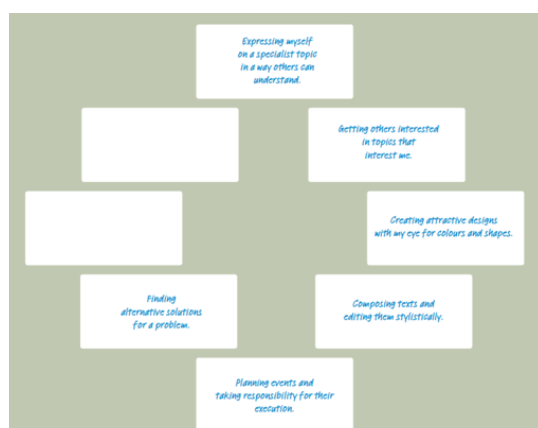 Expressing myself
on a specialist topic
in a way others can
understand.
Getting others interested
in topics that
interest me.
Creating attractive designs
with my eye for colours and shapes.
Finding
alternative solutions
for a problem.
Composing texts and
editing them stylistically.
Planning events and
taking responsibility for their
execution.